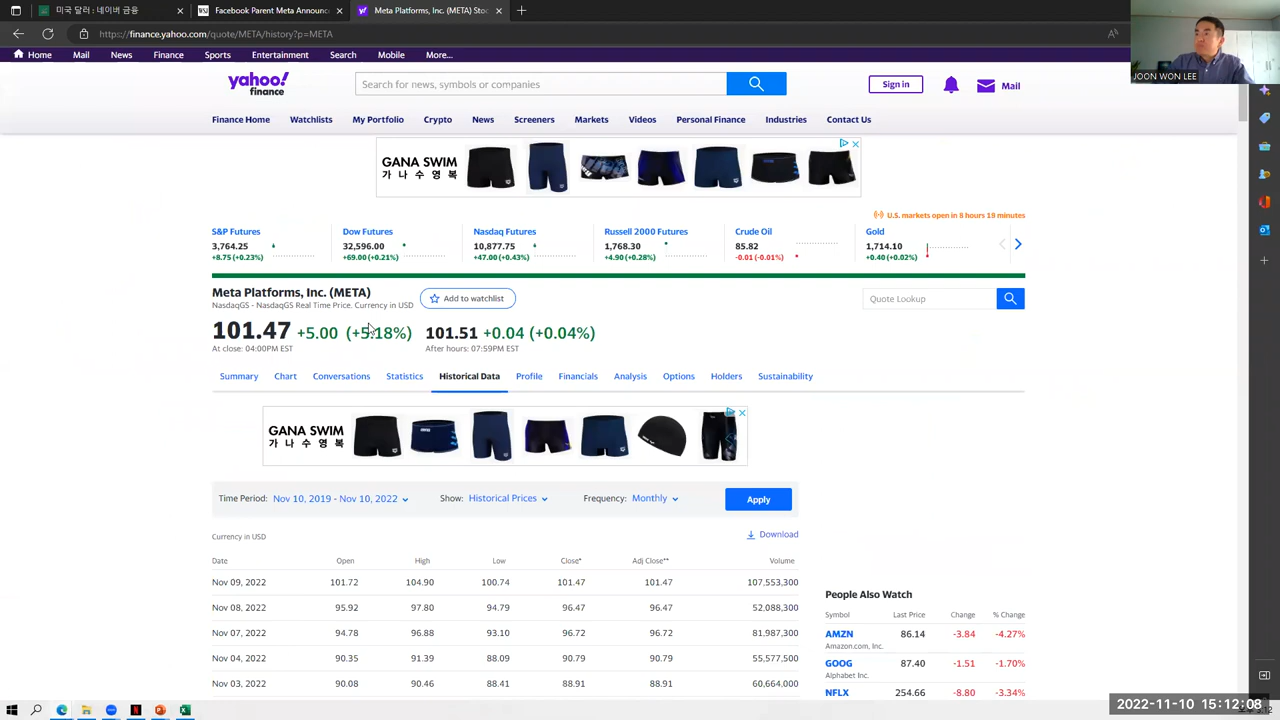 미국 달러 : 네이버 금융
WSJ Facebook Parent Meta Announc
Meta Platforms, Inc. (META) Stoc
https://finance.yahoo.com/quote/META/history?p=META
Home Mail News Finance Sports Entertainment Search Mobile More...
JOON WON LEE
yahoo! finance
Search for news, symbols or companies
Sign in
Mail
Finance Home Watchlists My Portfolio Crypto News Screeners Markets Videos Personal Finance Industries Contact Us
GANA SWIM
가 나 수 영 복
U.S. markets open in 8 hours 19 minutes
S&P Futures Dow Futures Nasdaq Futures Russell 2000 Futures Crude Oil Gold
3,764.25 32,596.00 10,877.75 1,768.30 85.82 1,714.10
+8.75 (+0.23%) +69.00 (+0.21%) +47.00 (+0.43%) +4.90 (+0.28%) -0.01 (-0.01%) +0.40 (+0.02%)
Meta Platforms, Inc. (META)
Add to watchlist
Quote Lookup
NasdaqGS - NasdaqGS Real Time Price. Currency in USD
101.47 +5.00 (+5.18%) 101.51 +0.04 (+0.04%)
At close: 04:00PM EST After hours: 07:59PM EST
Summary Chart Conversations Statistics Historical Data Profile Financials Analysis Options Holders Sustainability
GANA SWIM
가 나 수 영 복
arena
Time Period: Nov 10, 2019 - Nov 10, 2022 Show: Historical Prices Frequency: Monthly Apply
Currency in USD
Download
Date Open High Low Close* Adj Close** Volume
Nov 09, 2022 101.72 104.90 100.74 101.47 101.47 107,553,300
Nov 08, 2022 95.92 97.80 94.79 96.47 96.47 52,088,300
Nov 07, 2022 94.78 96.88 93.10 96.72 96.72 81,987,300
Nov 04, 2022 90.35 91.39 88.09 90.79 90.79 55,577,500
Nov 03, 2022 90.08 90.46 88.41 88.91 88.91 60,664,000
People Also Watch
Symbol Last Price Change % Change
AMZN 86.14 -3.84 -4.27%
Amazon.com, Inc.
GOOG 87.40 -1.51 -1.70%
Alphabet Inc.
NFLX 254.66 -8.80 -3.34%
2022-11-10 15:12:08